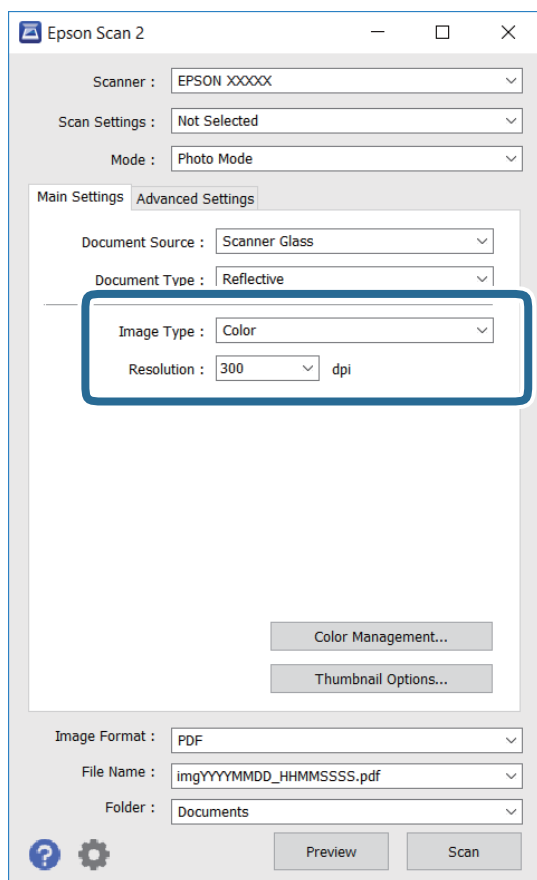 Epson Scan 2
Scanner : EPSON XXXXX
Scan Settings : Not Selected
Mode : Photo Mode
Main Settings Advanced Settings
Document Source : Scanner Glass
Document Type : Reflective
Image Type : Color
Resolution : 300 dpi
Color Management...
Thumbnail Options...
Image Format : PDF
File Name : imgYYYYMMDD_HHMMSSSS.pdf
Folder : Documents
? Preview Scan